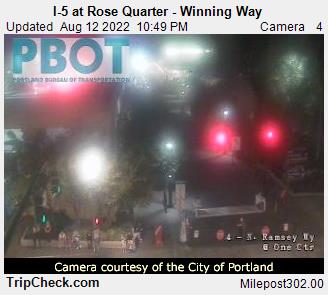 I-5 at Rose Quarter - Winning Way
Updated Aug 12 2022 10:49 PM Camera 4
PBOT
PORTLAND BUREAU OF TRANSPORTATION
4 - N. Ramsey Wy
@ One Ctr
Camera courtesy of the City of Portland
TripCheck.com Milepost302.00